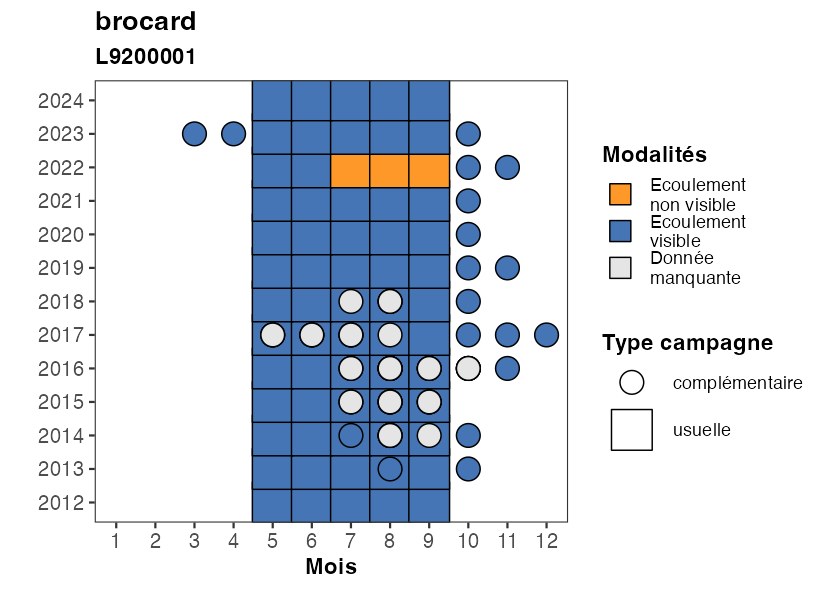 brocard
L9200001
2024
2023
2022
2021
2020
2019
2018
2017
2016
2015
2014
2013
2012
1 2 3 4 5 6 7 8 9 10 11 12
Mois
Modalités
Ecoulement
non visible
Ecoulement
visible
Donnée
manquante
Type campagne
complémentaire
usuelle